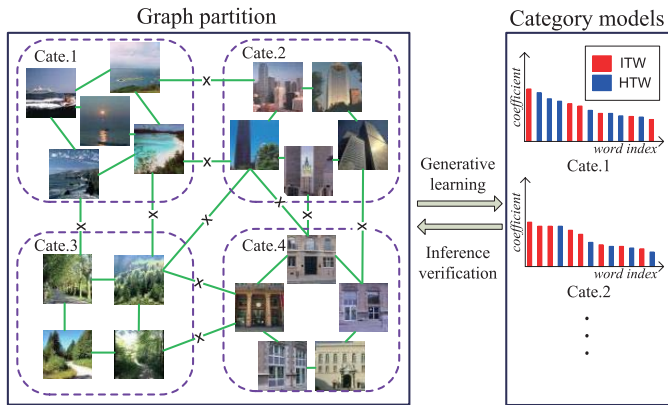 Graph partition
Category models
Cate.1
Cate.2
x
x
x
x
x
x
x
x
x
x
Cate.3
Cate.4
Generative
learning
Inference
verification
ITW
HTW
coefficient
word index
Cate.1
coefficient
word index
Cate.2